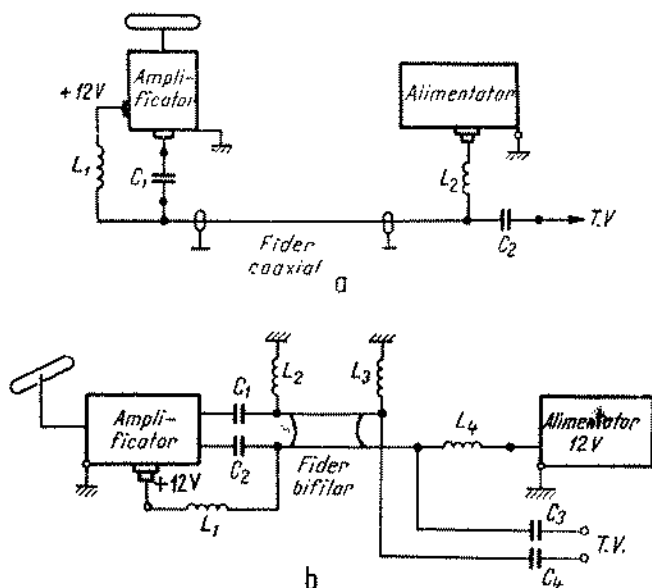 Ampli-
ficator
+12V
L1
C1
Alimentator
L2
C2
T.V
Fider
coaxial
a
L2
L3
C1
Ampli-
ficator
C2
Fider
bifilar
L4
Alimentator
12V
+12V
L1
C3
T.V.
C4
b